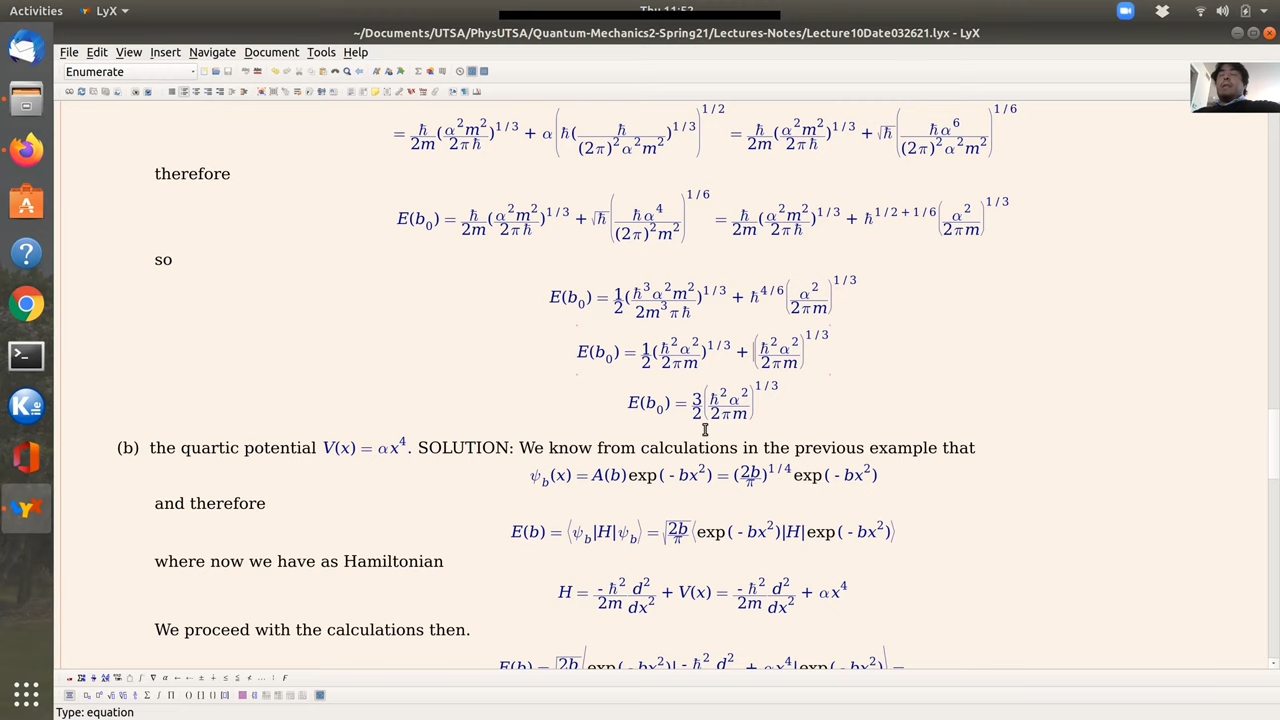 Activities LyX Thu 11:52
~/Documents/UTSA/PhysUTSA/Quantum-Mechanics2-Spring21/Lectures-Notes/Lecture10Date032621.lyx - LyX
File Edit View Insert Navigate Document Tools Help
Enumerate
= ħ/2m (α²m²/2πħ)^1/3 + α(ħ(ħ/(2π)²α²m²)^1/3)^1/2 = ħ/2m (α²m²/2πħ)^1/3 + √ħ (ħα⁶/(2π)²α²m²)^1/6
therefore
E(b₀) = ħ/2m (α²m²/2πħ)^1/3 + √ħ (ħα⁴/(2π)²m²)^1/6 = ħ/2m (α²m²/2πħ)^1/3 + ħ^1/2+1/6 (α²/2πm)^1/3
so
E(b₀) = 1/2 (ħ³α²m²/2m³πħ)^1/3 + ħ^4/6 (α²/2πm)^1/3
E(b₀) = 1/2 (ħ²α²/2πm)^1/3 + (ħ²α²/2πm)^1/3
E(b₀) = 3/2 (ħ²α²/2πm)^1/3
(b) the quartic potential V(x) = αx⁴. SOLUTION: We know from calculations in the previous example that
ψ_b(x) = A(b)exp( - bx²) = (2b/π)^1/4 exp( - bx²)
and therefore
E(b) = ⟨ψ_b|H|ψ_b⟩ = √(2b/π) ⟨exp( - bx²)|H|exp( - bx²)⟩
where now we have as Hamiltonian
H = -ħ²/2m d²/dx² + V(x) = -ħ²/2m d²/dx² + αx⁴
We proceed with the calculations then.
Type: equation